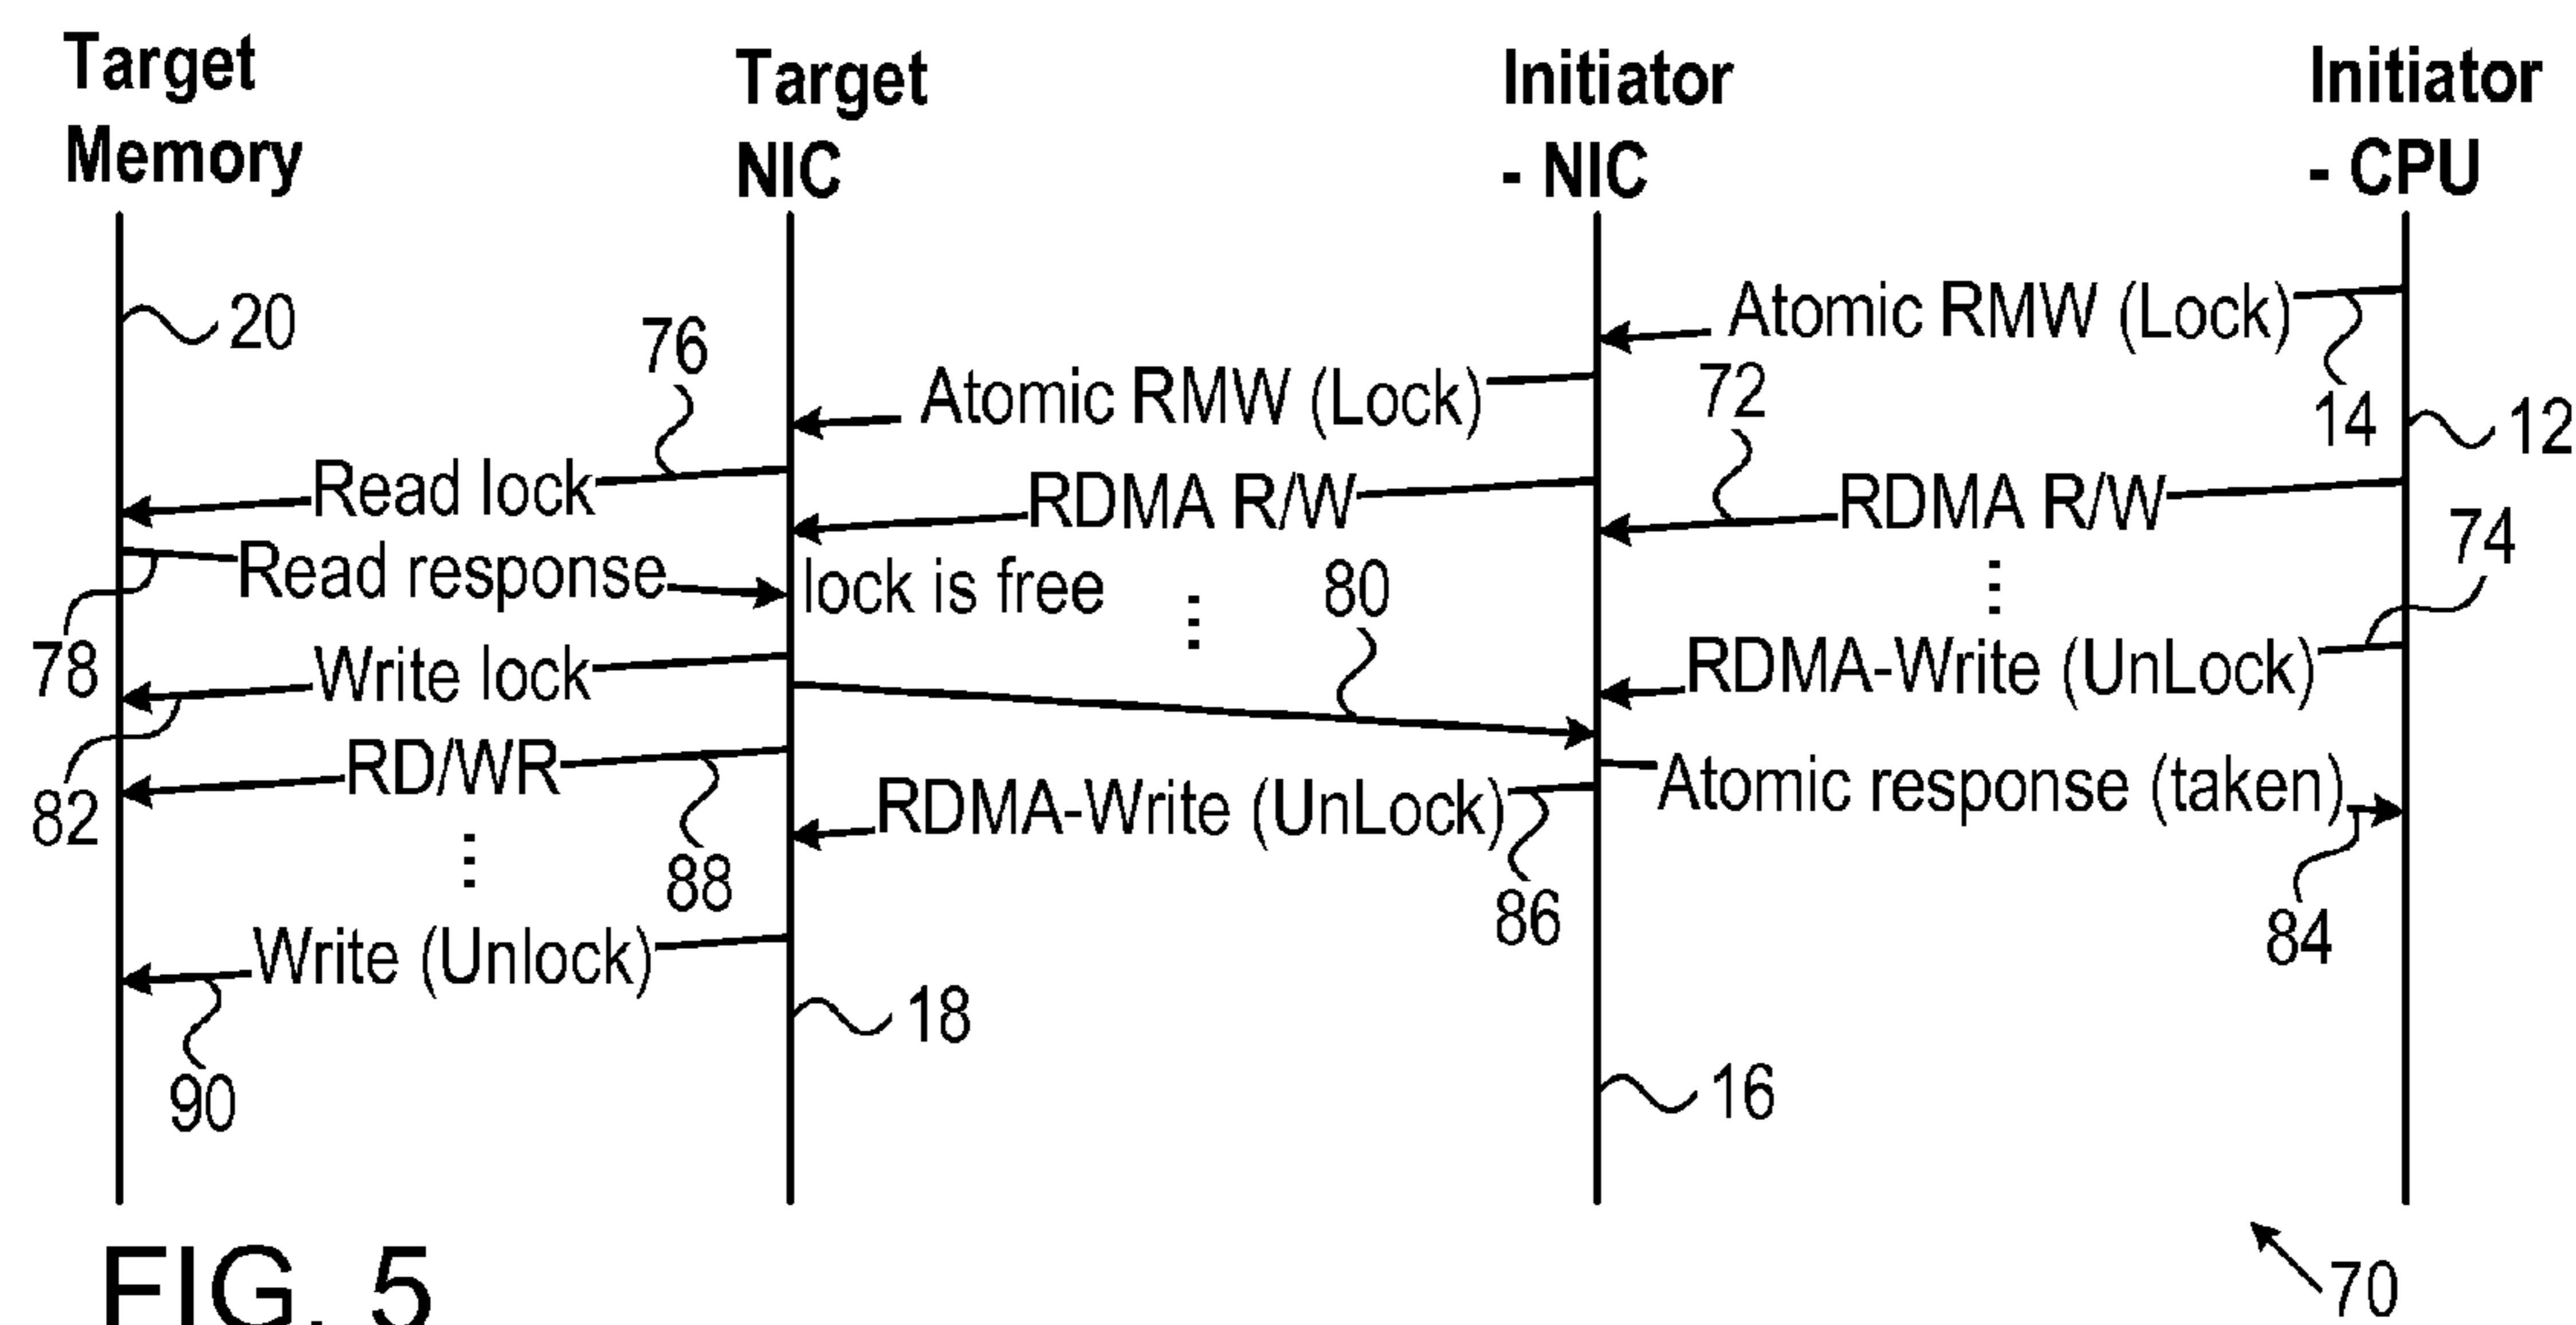 Target
Memory
Target
NIC
Initiator
- NIC
Initiator
- CPU
20
76
Atomic RMW (Lock)
14
12
Atomic RMW (Lock)
72
Read lock
RDMA R/W
RDMA R/W
74
Read response
lock is free
80
⋮
⋮
78
Write lock
RDMA-Write (UnLock)
82
RD/WR
88
RDMA-Write (UnLock)
86
Atomic response (taken)
84
⋮
Write (Unlock)
90
18
16
FIG. 5
70